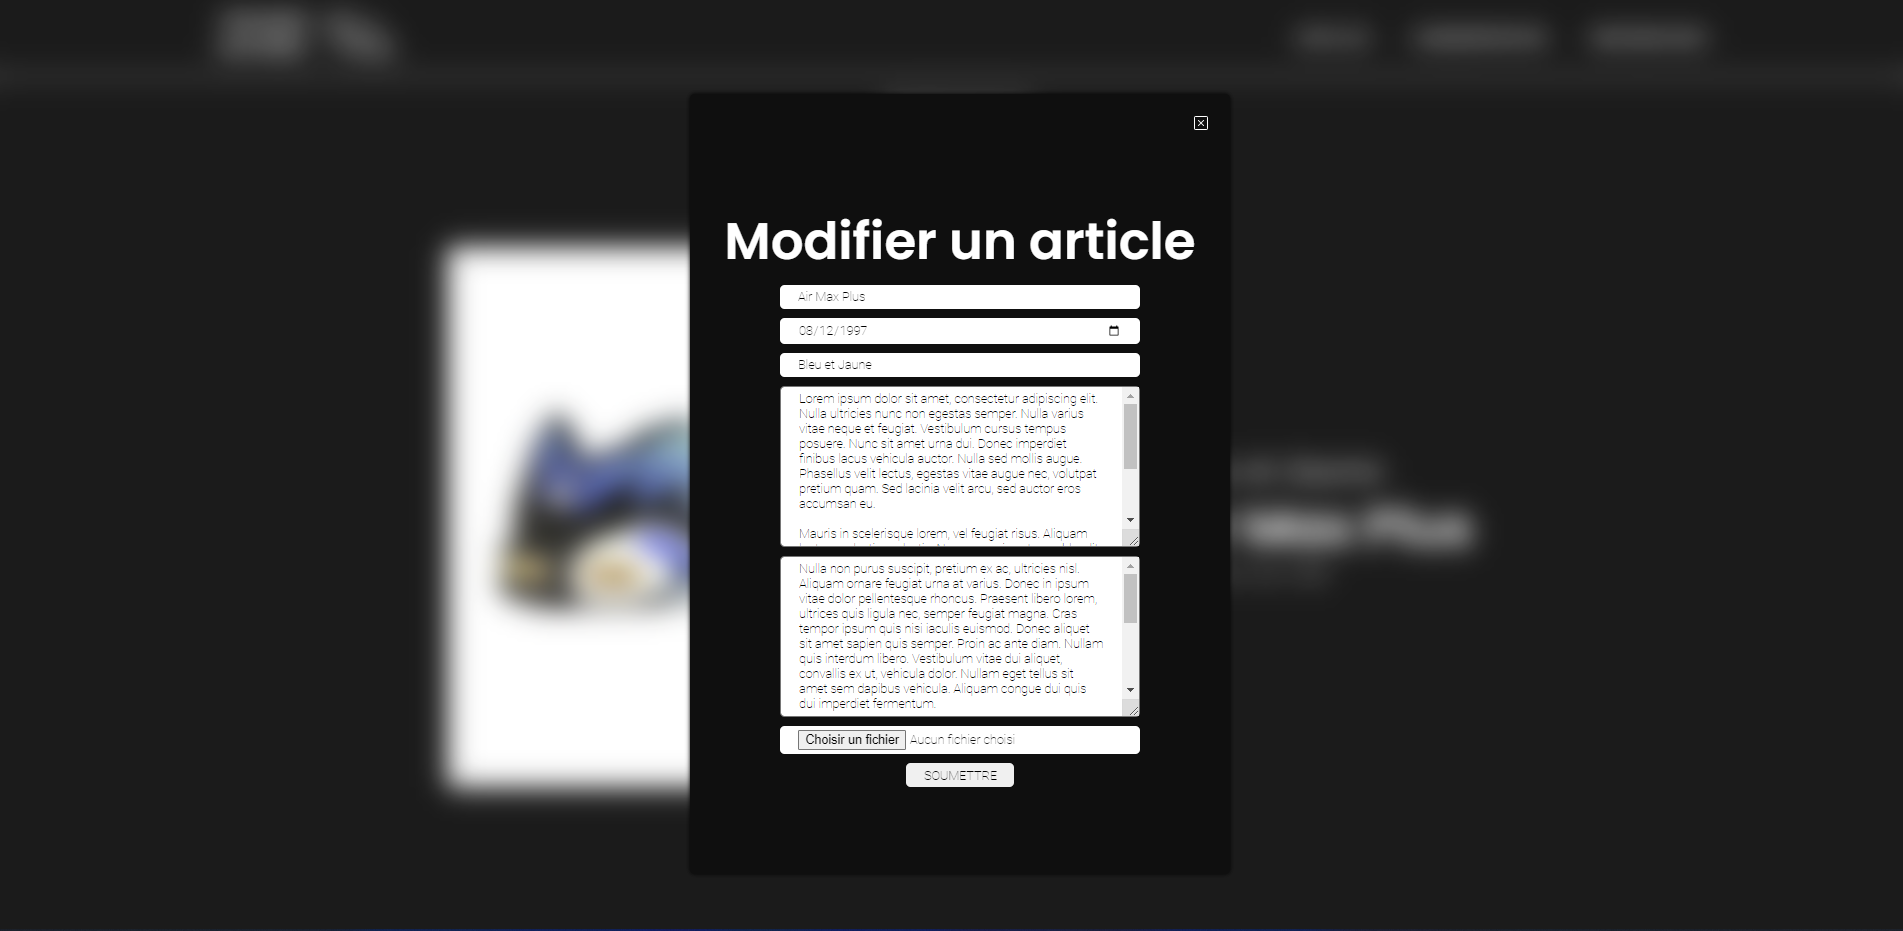 Modifier un article
Air Max Plus
08/12/1997
Bleu et Jaune
Lorem ipsum dolor sit amet, consectetur adipiscing elit.
Nulla ultricies nunc non egestas semper. Nulla varius
vitae neque et feugiat. Vestibulum cursus tempus
posuere. Nunc sit amet urna dui. Donec imperdiet
finibus lacus vehicula auctor. Nulla sed mollis augue.
Phasellus velit lectus, egestas vitae augue nec, volutpat
pretium quam. Sed lacinia velit arcu, sed auctor eros
accumsan eu.
Mauris in scelerisque lorem, vel feugiat risus. Aliquam
Nulla non purus suscipit, pretium ex ac, ultricies nisl.
Aliquam ornare feugiat urna at varius. Donec in ipsum
vitae dolor pellentesque rhoncus. Praesent libero lorem,
ultrices quis ligula nec, semper feugiat magna. Cras
tempor ipsum quis nisi iaculis euismod. Donec aliquet
sit amet sapien quis semper. Proin ac ante diam. Nullam
quis interdum libero. Vestibulum vitae dui aliquet,
convallis ex ut, vehicula dolor. Nullam eget tellus sit
amet sem dapibus vehicula. Aliquam congue dui quis
dui imperdiet fermentum.
Choisir un fichier Aucun fichier choisi
SOUMETTRE
Max Plus